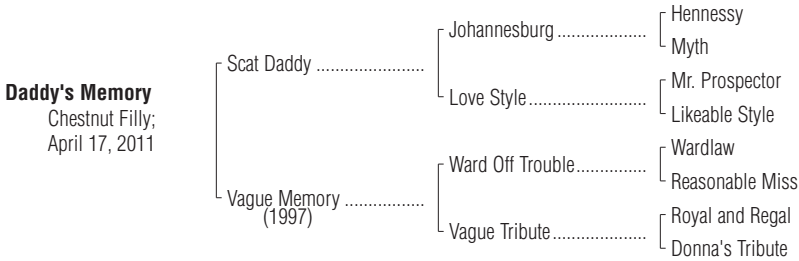 Hennessy
Johannesburg....................
Myth
Scat Daddy ........................
Mr. Prospector
Love Style..........................
Likeable Style
Daddy's Memory
Chestnut Filly;
April 17, 2011
Wardlaw
Ward Off Trouble................
Reasonable Miss
Vague Memory ..................
(1997)
Royal and Regal
Vague Tribute.....................
Donna's Tribute